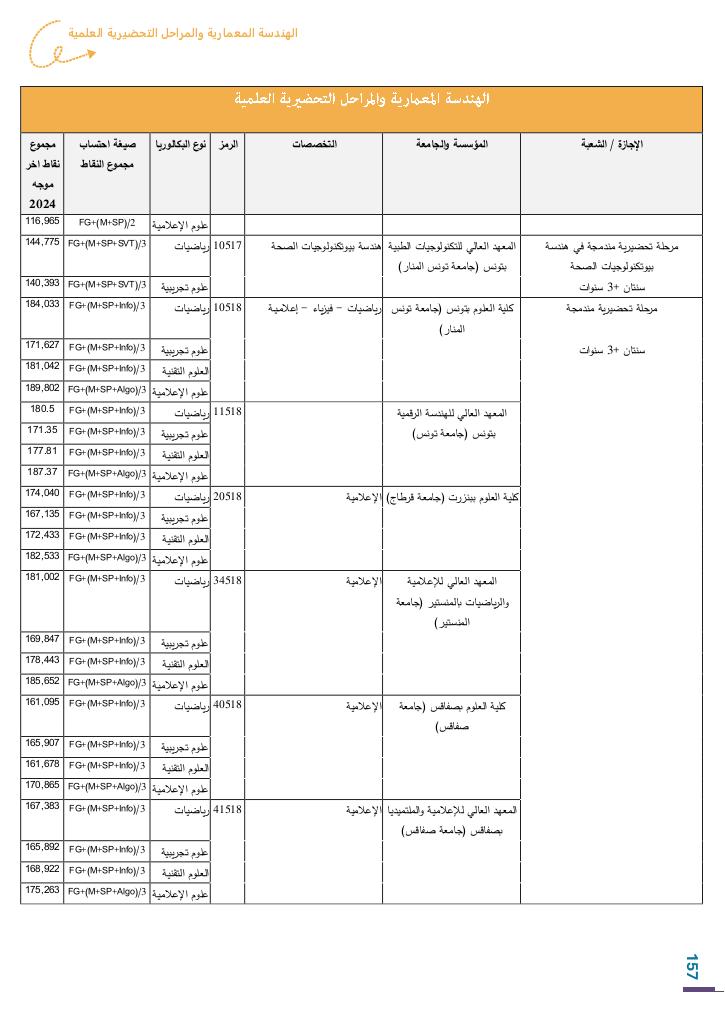 الهندسة المعمارية والمراحل التحضيرية العلمية
الهندسة المعمارية والمراحل التحضيرية العلمية
الإجازة / الشعبة	المؤسسة والجامعة	التخصصات	الرمز	نوع البكالوريا	صيغة احتساب مجموع النقاط	مجموع نقاط اخر موجه 2024
علوم الإعلامية	FG+(M+SP)/2	116,965
مرحلة تحضيرية مندمجة في هندسة بيوتكنولوجيات الصحة سنتان +3 سنوات	المعهد العالي للتكنولوجيات الطبية بتونس (جامعة تونس المنار)	هندسة بيوتكنولوجيات الصحة	10517	رياضيات	FG+(M+SP+SVT)/3	144,775
علوم تجريبية	FG+(M+SP+SVT)/3	140,393
مرحلة تحضيرية مندمجة سنتان +3 سنوات	كلية العلوم بتونس (جامعة تونس المنار)	رياضيات – فيزياء – إعلامية	10518	رياضيات	FG+(M+SP+Info)/3	184,033
علوم تجريبية	FG+(M+SP+Info)/3	171,627
العلوم التقنية	FG+(M+SP+Info)/3	181,042
علوم الإعلامية	FG+(M+SP+Algo)/3	189,802
المعهد العالي للهندسة الرقمية بتونس (جامعة تونس)	11518	رياضيات	FG+(M+SP+Info)/3	180.5
علوم تجريبية	FG+(M+SP+Info)/3	171.35
العلوم التقنية	FG+(M+SP+Info)/3	177.81
علوم الإعلامية	FG+(M+SP+Algo)/3	187.37
كلية العلوم ببنزرت (جامعة قرطاج)	الإعلامية	20518	رياضيات	FG+(M+SP+Info)/3	174,040
علوم تجريبية	FG+(M+SP+Info)/3	167,135
العلوم التقنية	FG+(M+SP+Info)/3	172,433
علوم الإعلامية	FG+(M+SP+Algo)/3	182,533
المعهد العالي للإعلامية والرياضيات بالمنستير (جامعة المنستير)	الإعلامية	34518	رياضيات	FG+(M+SP+Info)/3	181,002
علوم تجريبية	FG+(M+SP+Info)/3	169,847
العلوم التقنية	FG+(M+SP+Info)/3	178,443
علوم الإعلامية	FG+(M+SP+Algo)/3	185,652
كلية العلوم بصفاقس (جامعة صفاقس)	الإعلامية	40518	رياضيات	FG+(M+SP+Info)/3	161,095
علوم تجريبية	FG+(M+SP+Info)/3	165,907
العلوم التقنية	FG+(M+SP+Info)/3	161,678
علوم الإعلامية	FG+(M+SP+Algo)/3	170,865
المعهد العالي للإعلامية والملتميديا بصفاقس (جامعة صفاقس)	الإعلامية	41518	رياضيات	FG+(M+SP+Info)/3	167,383
علوم تجريبية	FG+(M+SP+Info)/3	165,892
العلوم التقنية	FG+(M+SP+Info)/3	168,922
علوم الإعلامية	FG+(M+SP+Algo)/3	175,263
157